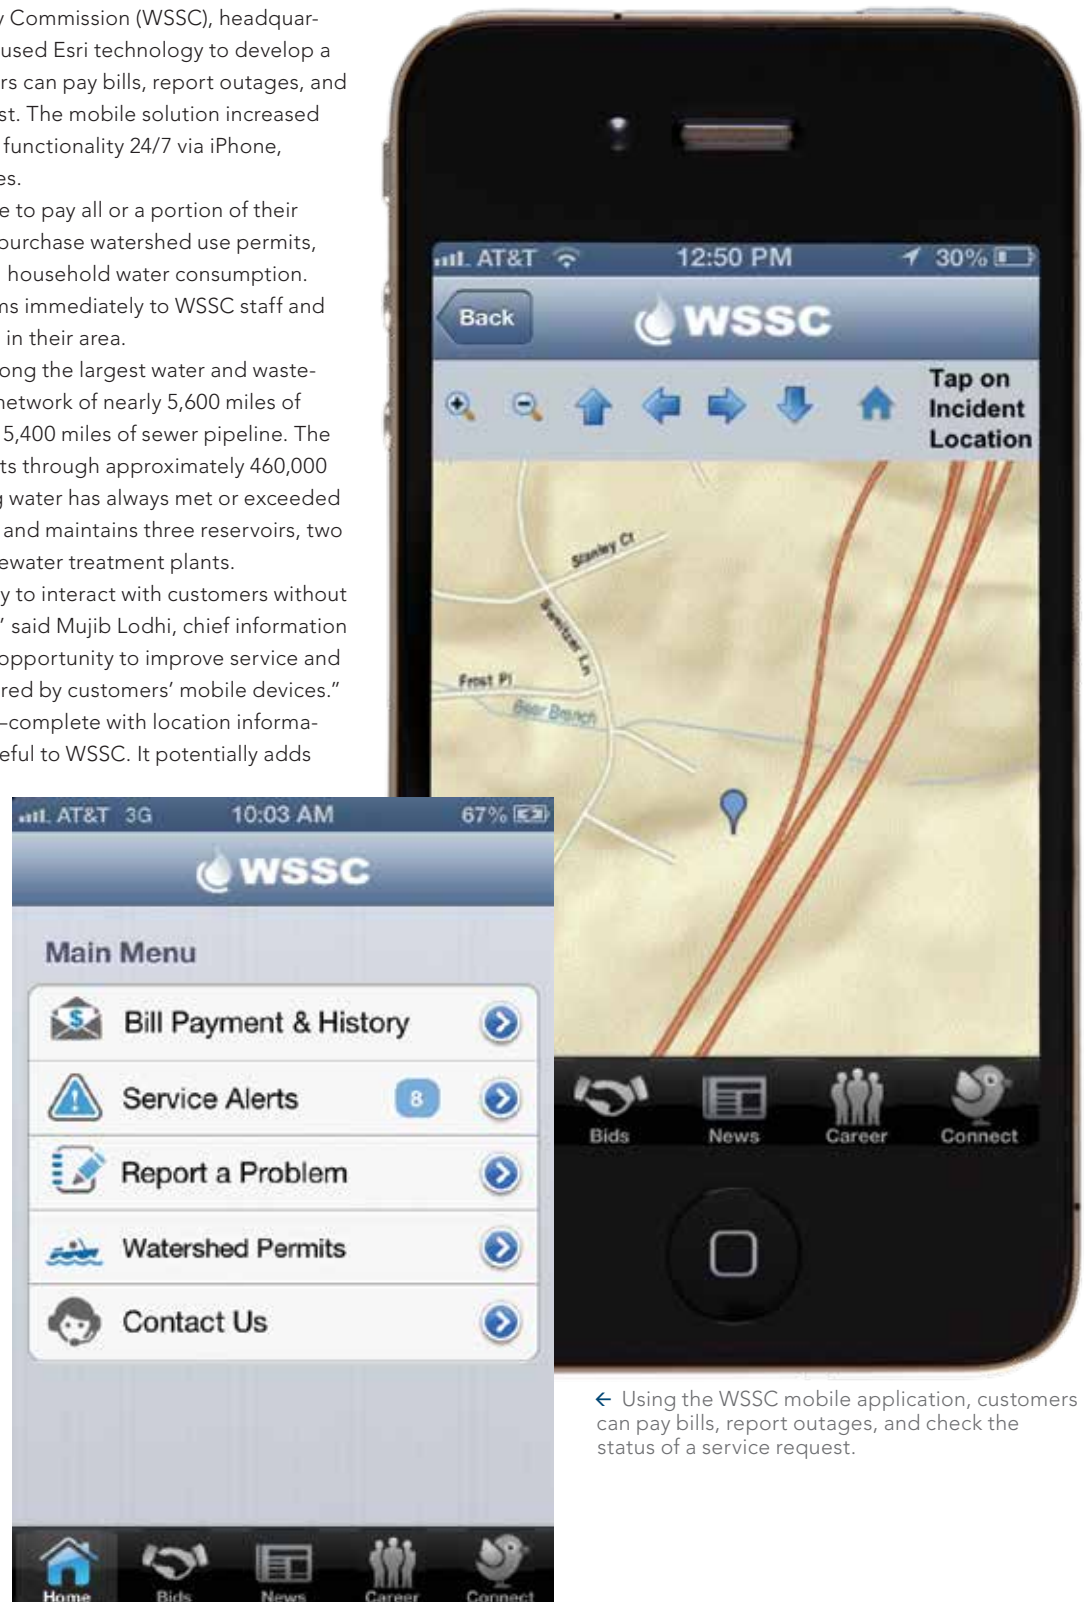 y Commission (WSSC), headquar-
used Esri technology to develop a
rs can pay bills, report outages, and
st. The mobile solution increased
functionality 24/7 via iPhone,
es.
e to pay all or a portion of their
purchase watershed use permits,
household water consumption.
ns immediately to WSSC staff and
in their area.
ong the largest water and waste-
network of nearly 5,600 miles of
5,400 miles of sewer pipeline. The
ts through approximately 460,000
g water has always met or exceeded
and maintains three reservoirs, two
ewater treatment plants.
y to interact with customers without
” said Mujib Lodhi, chief information
opportunity to improve service and
red by customers’ mobile devices.”
–complete with location informa-
eful to WSSC. It potentially adds
AT&T 12:50 PM 30%
Back WSSC
Tap on
Incident
Location
Stanley Ct
Switzer Ln
Frost Pl
Bear Branch
Bids News Career Connect
AT&T 3G 10:03 AM 67%
WSSC
Main Menu
Bill Payment & History
Service Alerts 8
Report a Problem
Watershed Permits
Contact Us
Home Bids News Career Connect
← Using the WSSC mobile application, customers
can pay bills, report outages, and check the
status of a service request.